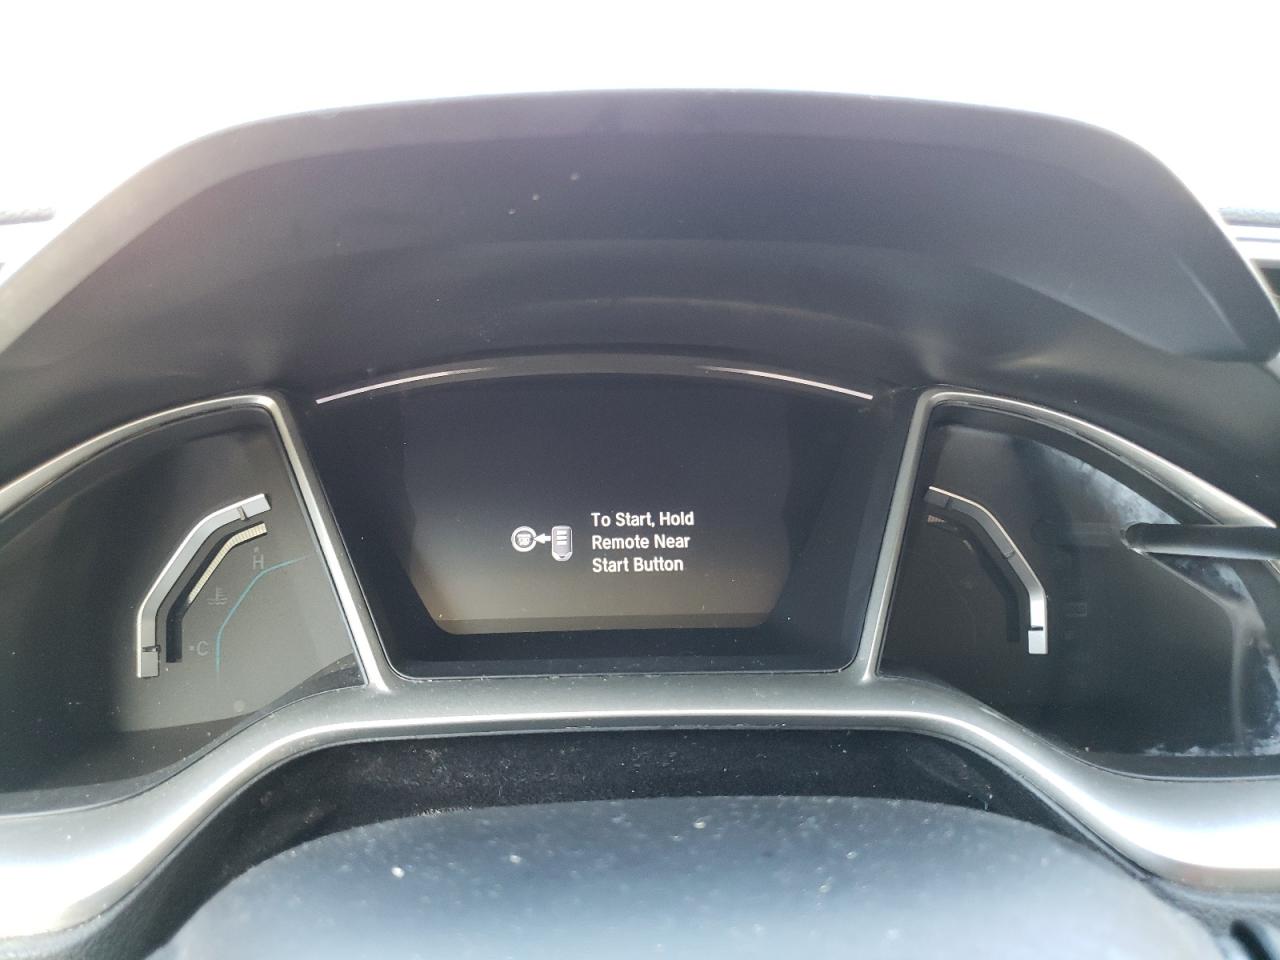 To Start, Hold
Remote Near
Start Button
H
C